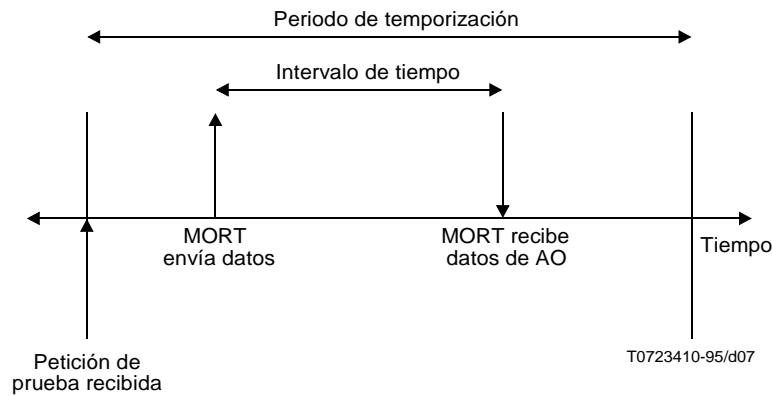 Periodo de temporización
Intervalo de tiempo
MORT
envía datos
MORT recibe
datos de AO
Tiempo
Petición de
prueba recibida
T0723410-95/d07